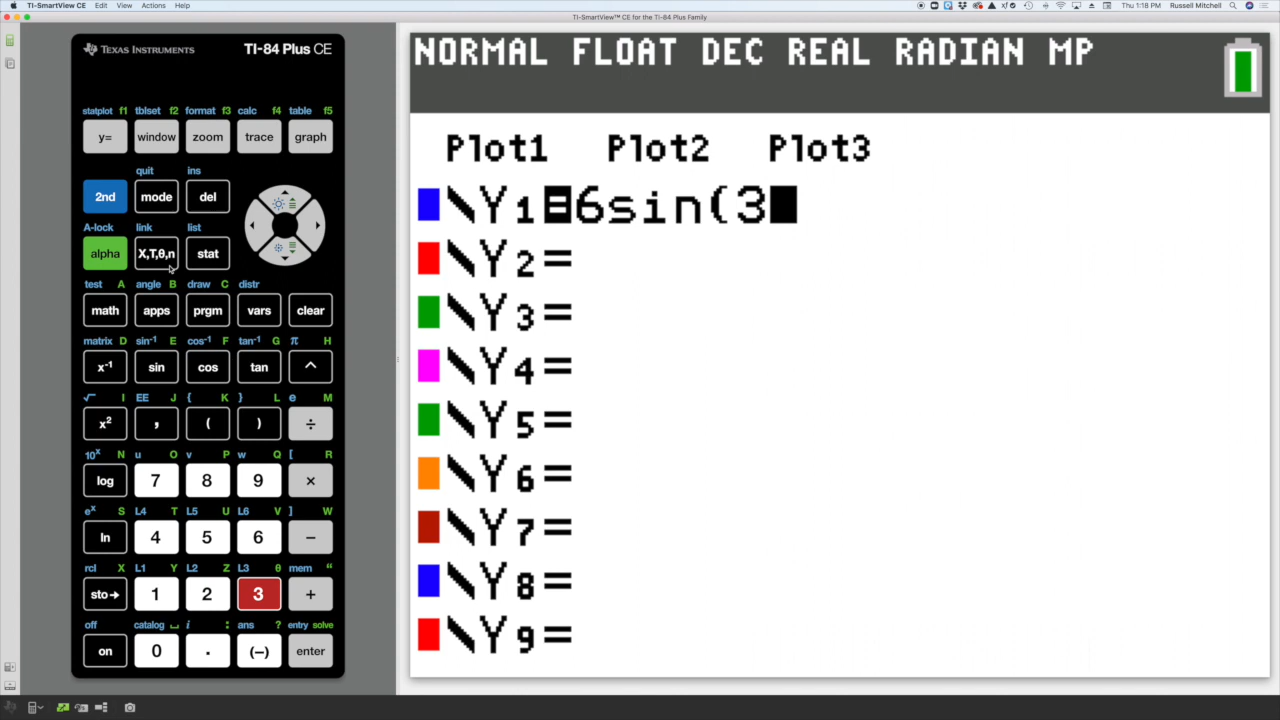 TI-SmartView CE Edit View Actions Help Thu 1:18 PM Russell Mitchell
TI-SmartView™ CE for the TI-84 Plus Family
TEXAS INSTRUMENTS TI-84 Plus CE
statplot f1 tblset f2 format f3 calc f4 table f5
y= window zoom trace graph
quit ins
2nd mode del
A-lock link list
alpha X,T,θ,n stat
test A angle B draw C distr
math apps prgm vars clear
matrix D sin⁻¹ E cos⁻¹ F tan⁻¹ G π H
x⁻¹ sin cos tan ^
√ I EE J { K } L e M
x² , ( ) ÷
10ˣ N u O v P w Q [ R
log 7 8 9 ×
eˣ S L4 T L5 U L6 V ] W
ln 4 5 6 −
rcl X L1 Y L2 Z L3 θ mem “
sto→ 1 2 3 +
off catalog ⎵ i : ans ? entry solve
on 0 . (−) enter
NORMAL FLOAT DEC REAL RADIAN MP
Plot1 Plot2 Plot3
\Y1=6sin(3
\Y2=
\Y3=
\Y4=
\Y5=
\Y6=
\Y7=
\Y8=
\Y9=